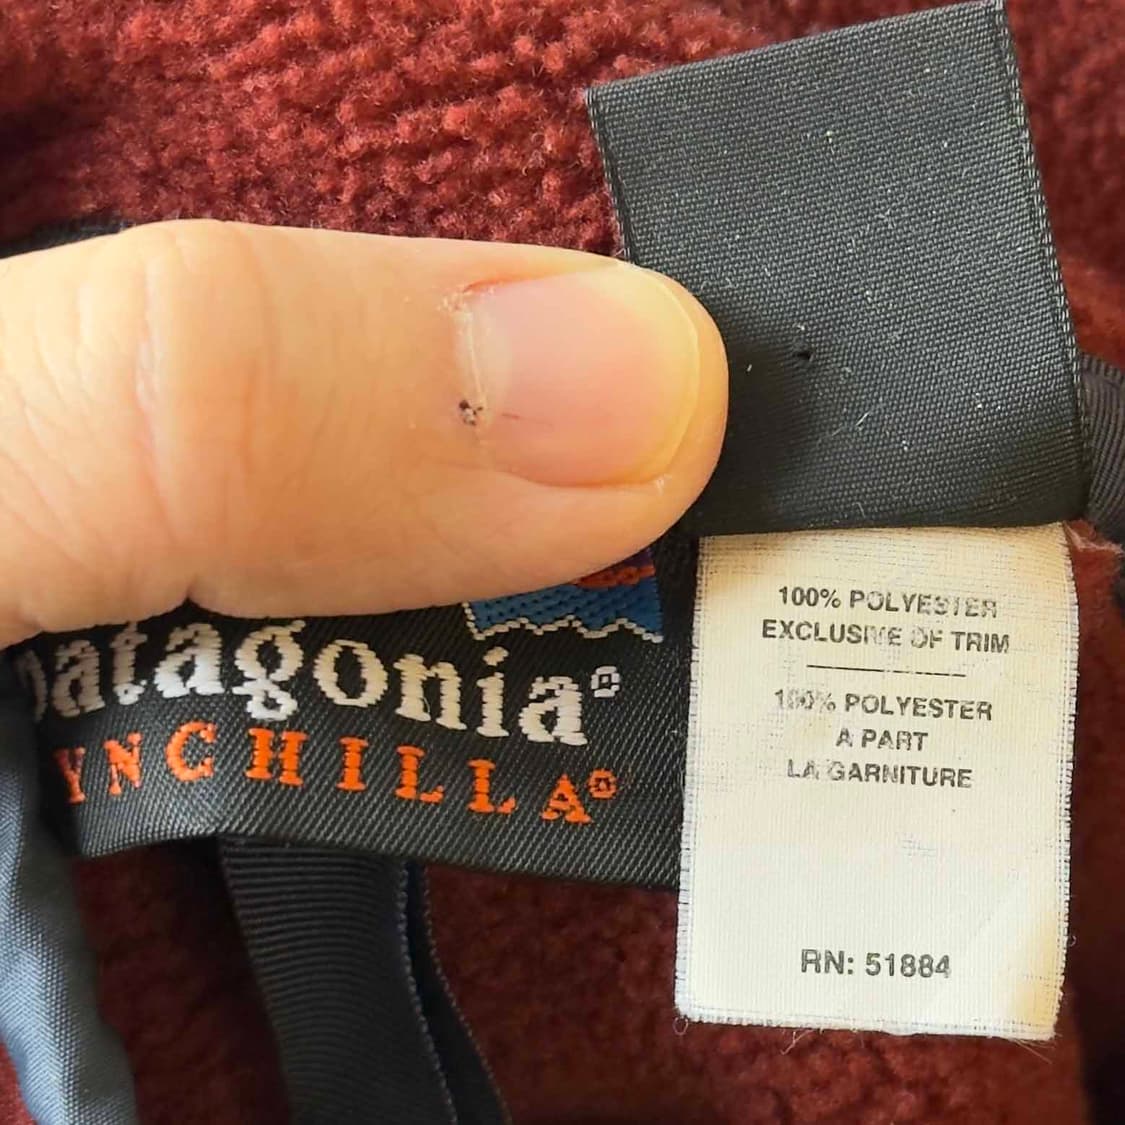 patagonia®
YNCHILLA®
100% POLYESTER
EXCLUSIVE OF TRIM
100% POLYESTER
A PART
LA GARNITURE
RN: 51884